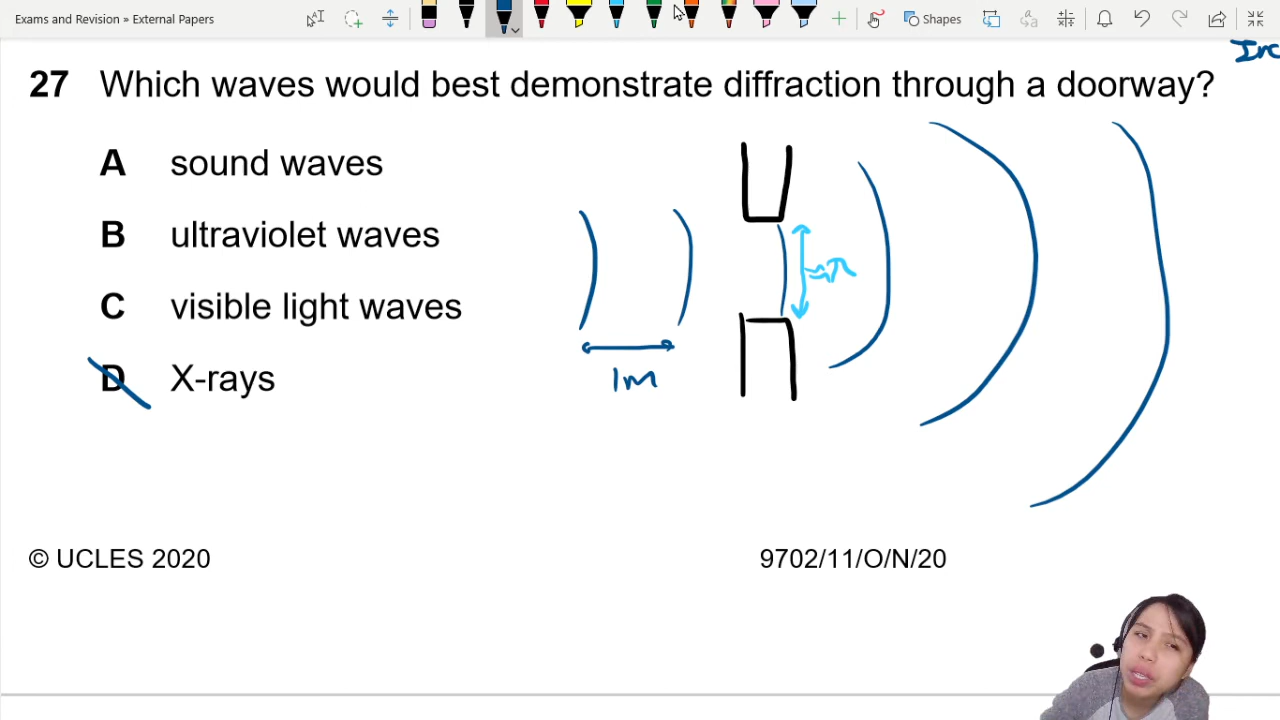 Exams and Revision » External Papers
Shapes
27 Which waves would best demonstrate diffraction through a doorway?
A sound waves
B ultraviolet waves
C visible light waves
D X-rays
1m
≈λ
© UCLES 2020
9702/11/O/N/20